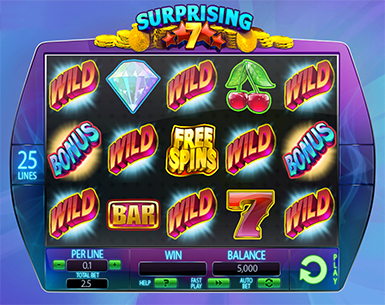 SURPRISING
7
WILD WILD WILD
25
LINES
BONUS WILD FREE
SPINS WILD BONUS
WILD BAR WILD 7 WILD
PER LINE
- 0.1 +
TOTAL BET
2.5
WIN
HELP ?
FAST
PLAY
BALANCE
5,000
AUTO
BET
PLAY